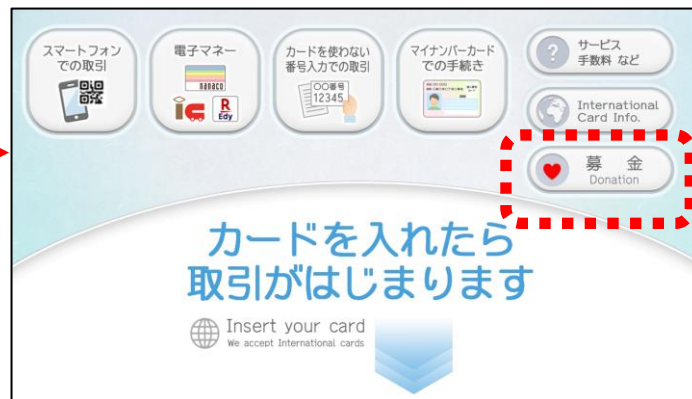 スマートフォン
での取引
電子マネー
nanaco
R
Edy
カードを使わない
番号入力での取引
〇〇番号
12345
マイナンバーカード
での手続き
?
サービス
手数料 など
International
Card Info.
募 金
Donation
カードを入れたら
取引がはじまります
Insert your card
We accept International cards